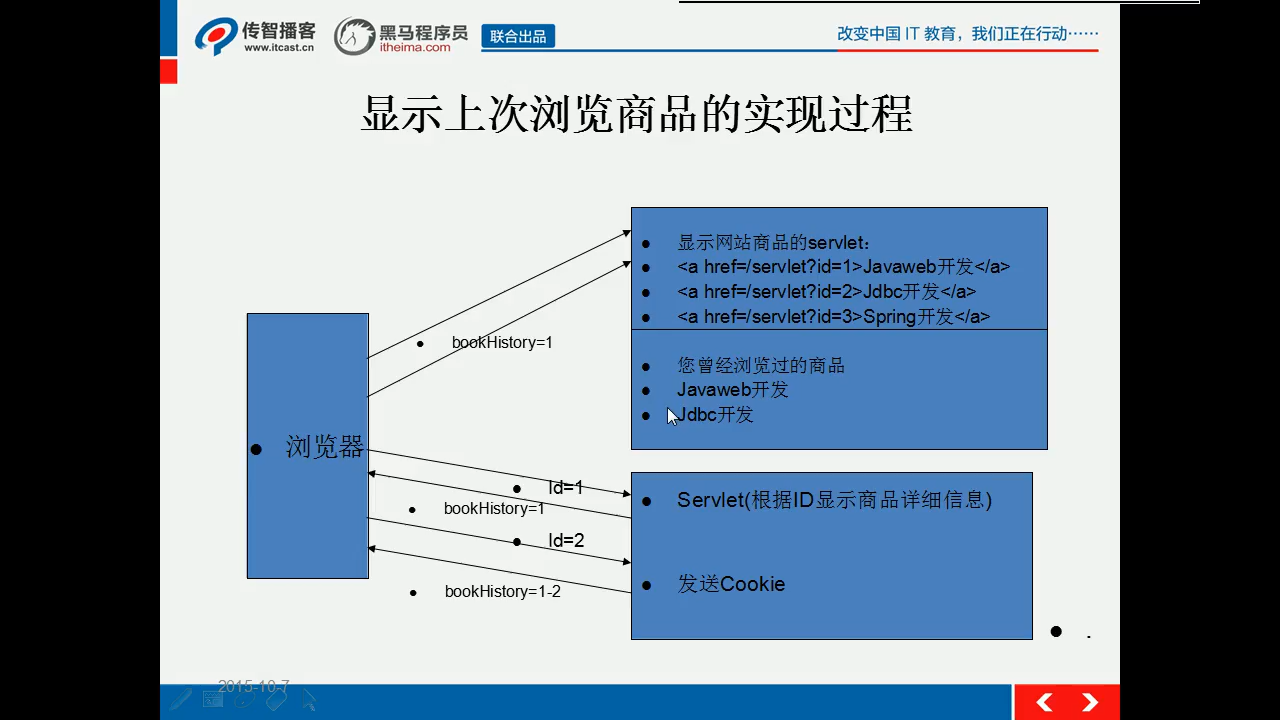 传智播客
www.itcast.cn
黑马程序员
itheima.com
联合出品
改变中国 IT 教育，我们正在行动……
显示上次浏览商品的实现过程
● 显示网站商品的servlet：
● <a href=/servlet?id=1>Javaweb开发</a>
● <a href=/servlet?id=2>Jdbc开发</a>
● <a href=/servlet?id=3>Spring开发</a>
● bookHistory=1
● 您曾经浏览过的商品
● Javaweb开发
● Jdbc开发
● 浏览器
● Id=1
● bookHistory=1
● Servlet(根据ID显示商品详细信息)
● Id=2
● 发送Cookie
● bookHistory=1-2
● .
2015-10-7